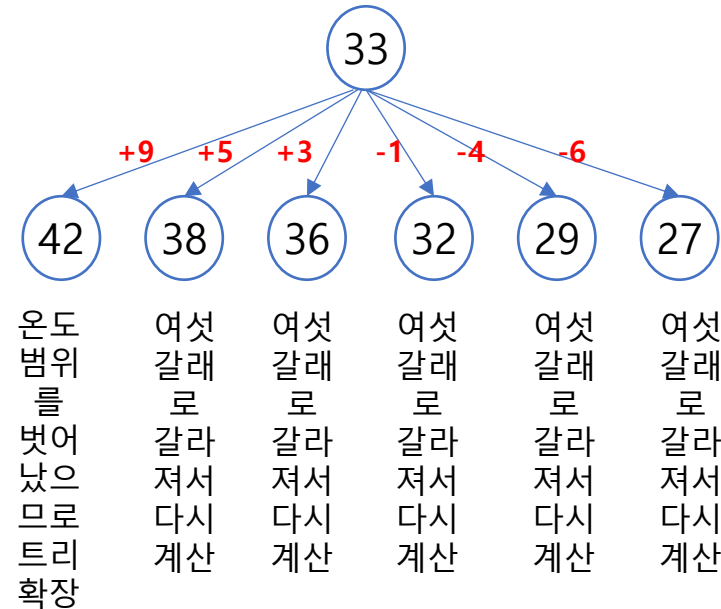 33
+9 +5 +3 -1 -4 -6
42 38 36 32 29 27
온도
범위
를
벗어
났으
므로
트리
확장
여섯
갈래
로
갈라
져서
다시
계산
여섯
갈래
로
갈라
져서
다시
계산
여섯
갈래
로
갈라
져서
다시
계산
여섯
갈래
로
갈라
져서
다시
계산
여섯
갈래
로
갈라
져서
다시
계산